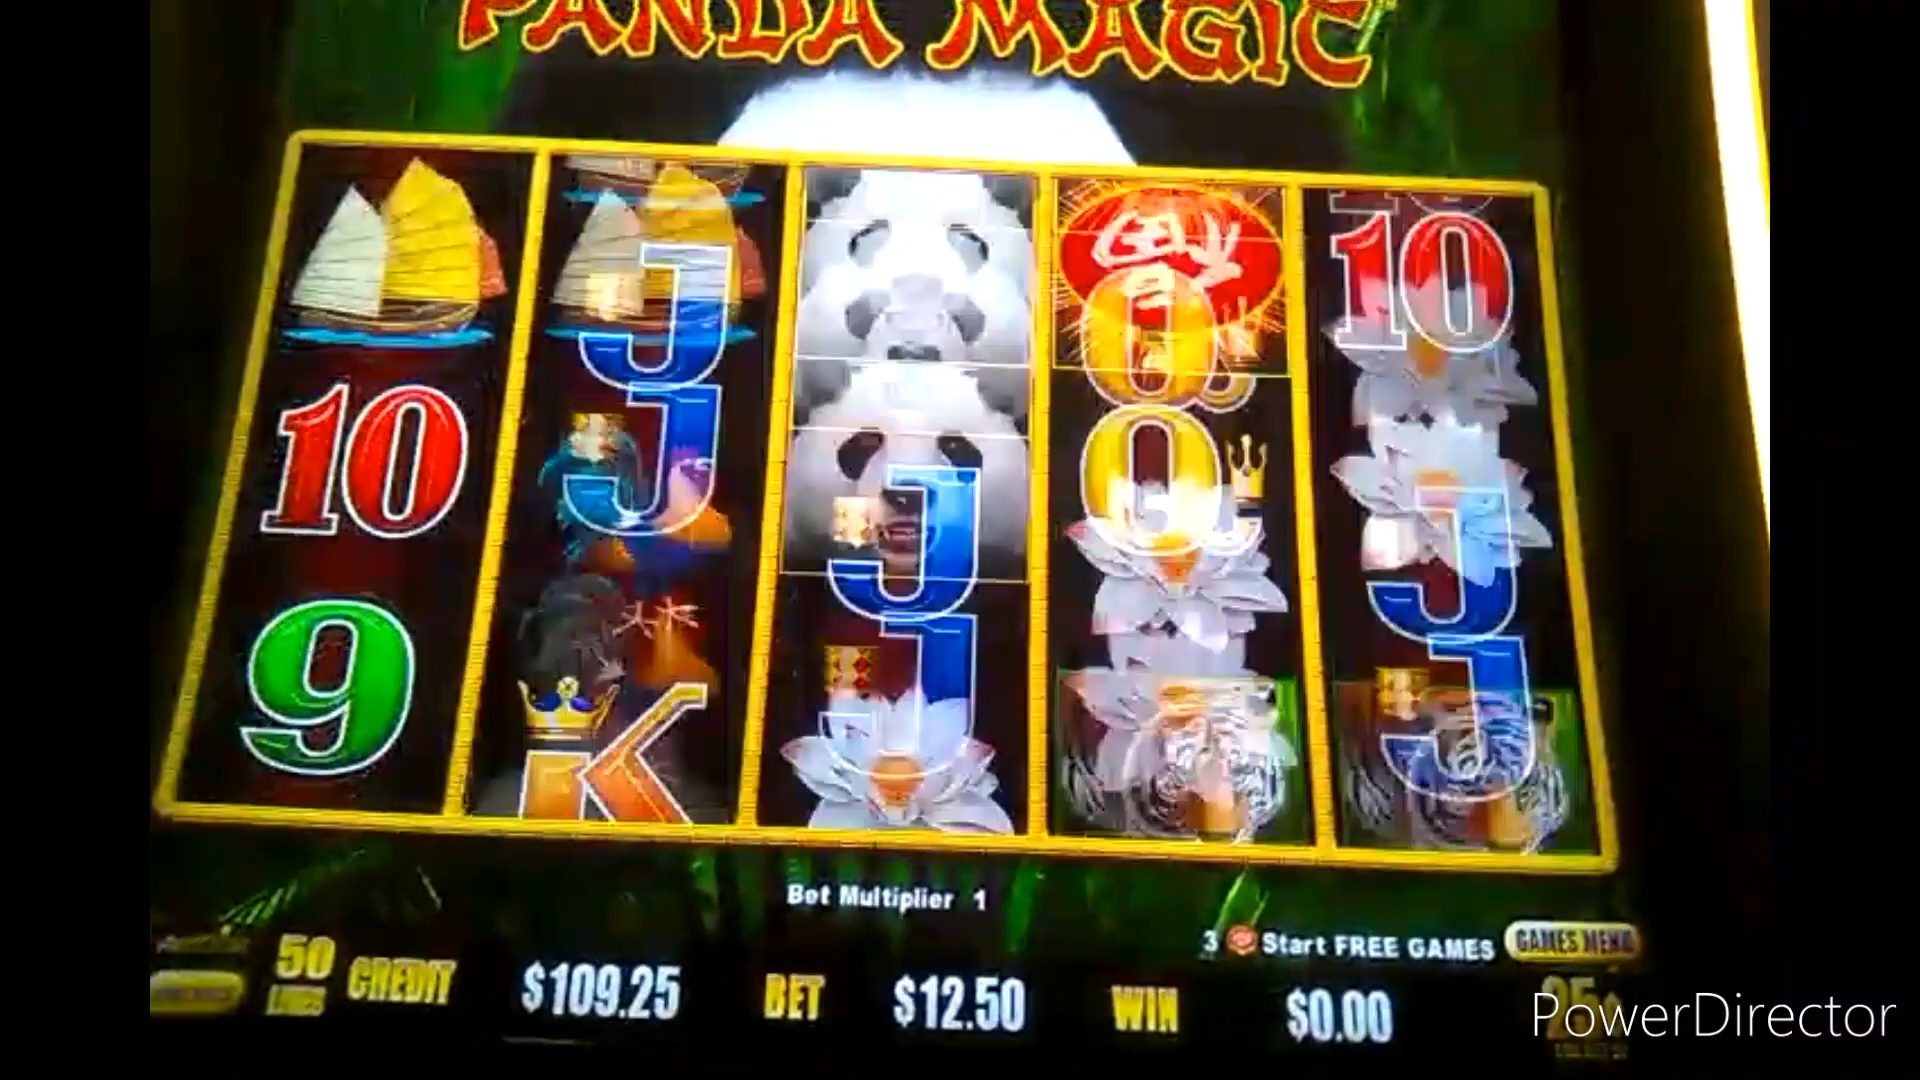 PANDA MAGIC
10
J
Q
10
J
Q
J
J
9
K
J
J
Bet Multiplier 1
3 Start FREE GAMES
GAMES MENU
50 LINES
CREDIT $109.25
BET $12.50
WIN $0.00
25¢
PowerDirector